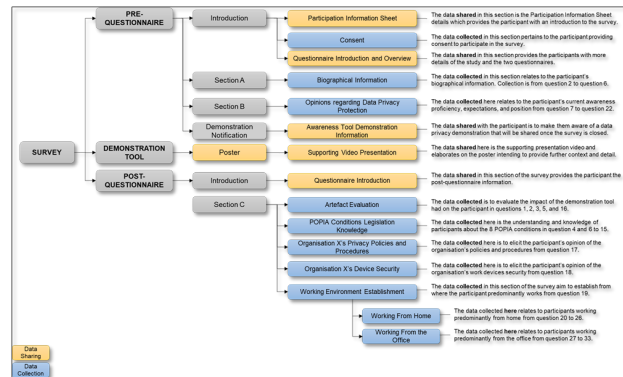 PRE-
QUESTIONNAIRE
Introduction
Participation Information Sheet
The data shared in this section is the Participation Information Sheet
details which provides the participant with an introduction to the survey.
Consent
The data collected in this section pertains to the participant providing
consent to participate in the survey.
Questionnaire Introduction and Overview
The data shared in this section provides the participants with more
details of the study and the two questionnaires.
Section A
Biographical Information
The data collected in this section relates to the participant's
biographical information. Collection is from question 2 to question 6.
Section B
Opinions regarding Data Privacy
Protection
The data collected here relates to the participant's current awareness
proficiency, expectations, and position from question 7 to question 22.
Demonstration
Notification
Awareness Tool Demonstration
Information
The data shared with the participant is to make them aware of a data
privacy demonstration that will be shared once the survey is closed.
SURVEY
DEMONSTRATION
TOOL
Poster
Supporting Video Presentation
The data shared here is the supporting presentation video and
elaborates on the poster intending to provide further context and detail.
POST-
QUESTIONNAIRE
Introduction
Questionnaire Introduction
The data shared in this section of the survey provides the participant the
post-questionnaire information.
Section C
Artefact Evaluation
The data collected is to evaluate the impact of the demonstration tool
had on the participant in questions 1, 2, 3, 5, and 16.
POPIA Conditions Legislation
Knowledge
The data collected here is the understanding and knowledge of
participants about the 8 POPIA conditions in question 4 and 6 to 15.
Organisation X's Privacy Policies and
Procedures
The data collected here is to elicit the participant's opinion of the
organisation's policies and procedures from question 17.
Organisation X's Device Security
The data collected here is to elicit the participant's opinion of the
organisation's work devices security from question 18.
Working Environment Establishment
The data collected in this section of the survey aim to establish from
where the participant predominantly works from question 19.
Working From Home
The data collected here relates to participants working
predominantly from home from question 20 to 26.
Working From the
Office
The data collected here relates to participants working
predominantly from the office from question 27 to 33.
Data
Sharing
Data
Collection